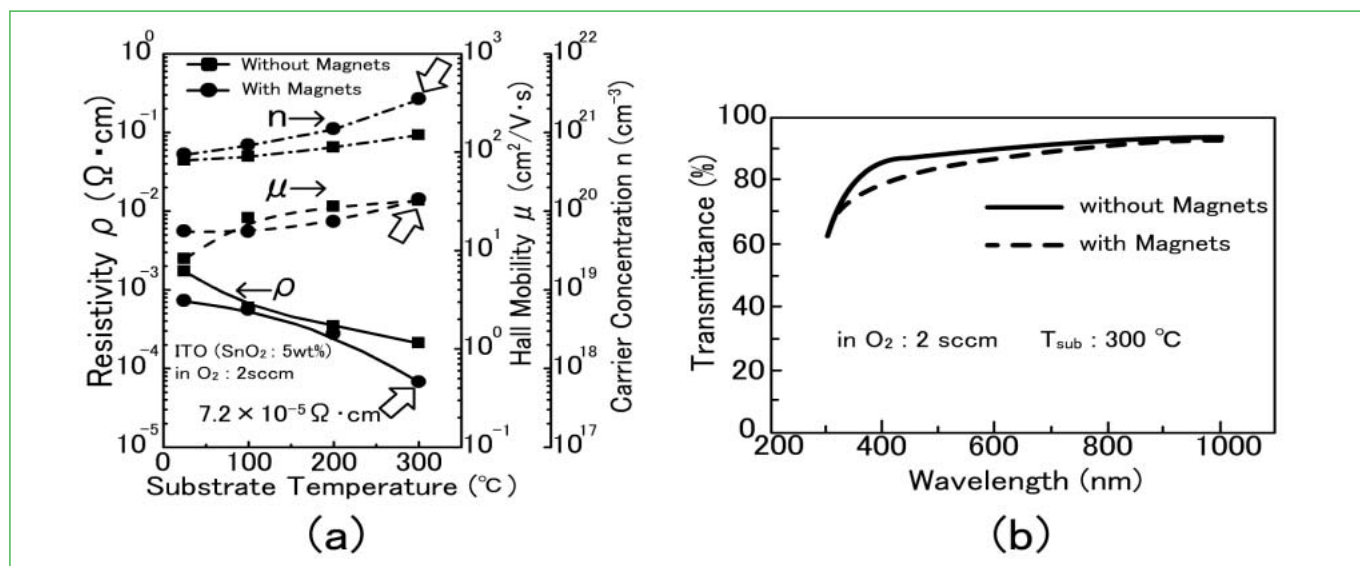 Resistivity ρ (Ω・cm)
10⁰
10⁻¹
10⁻²
10⁻³
10⁻⁴
10⁻⁵
Without Magnets
With Magnets
n→
μ→
←ρ
ITO (SnO₂ : 5wt%)
in O₂ : 2sccm
7.2×10⁻⁵Ω・cm
0 100 200 300
Substrate Temperature (℃)
10³
10²
10¹
10⁰
10⁻¹
Hall Mobility μ (cm²/V・s)
10²²
10²¹
10²⁰
10¹⁹
10¹⁸
10¹⁷
Carrier Concentration n (cm⁻³)
(a)
Transmittance (%)
100
80
60
40
20
0
without Magnets
with Magnets
in O₂ : 2 sccm T_sub : 300 ℃
200 400 600 800 1000
Wavelength (nm)
(b)